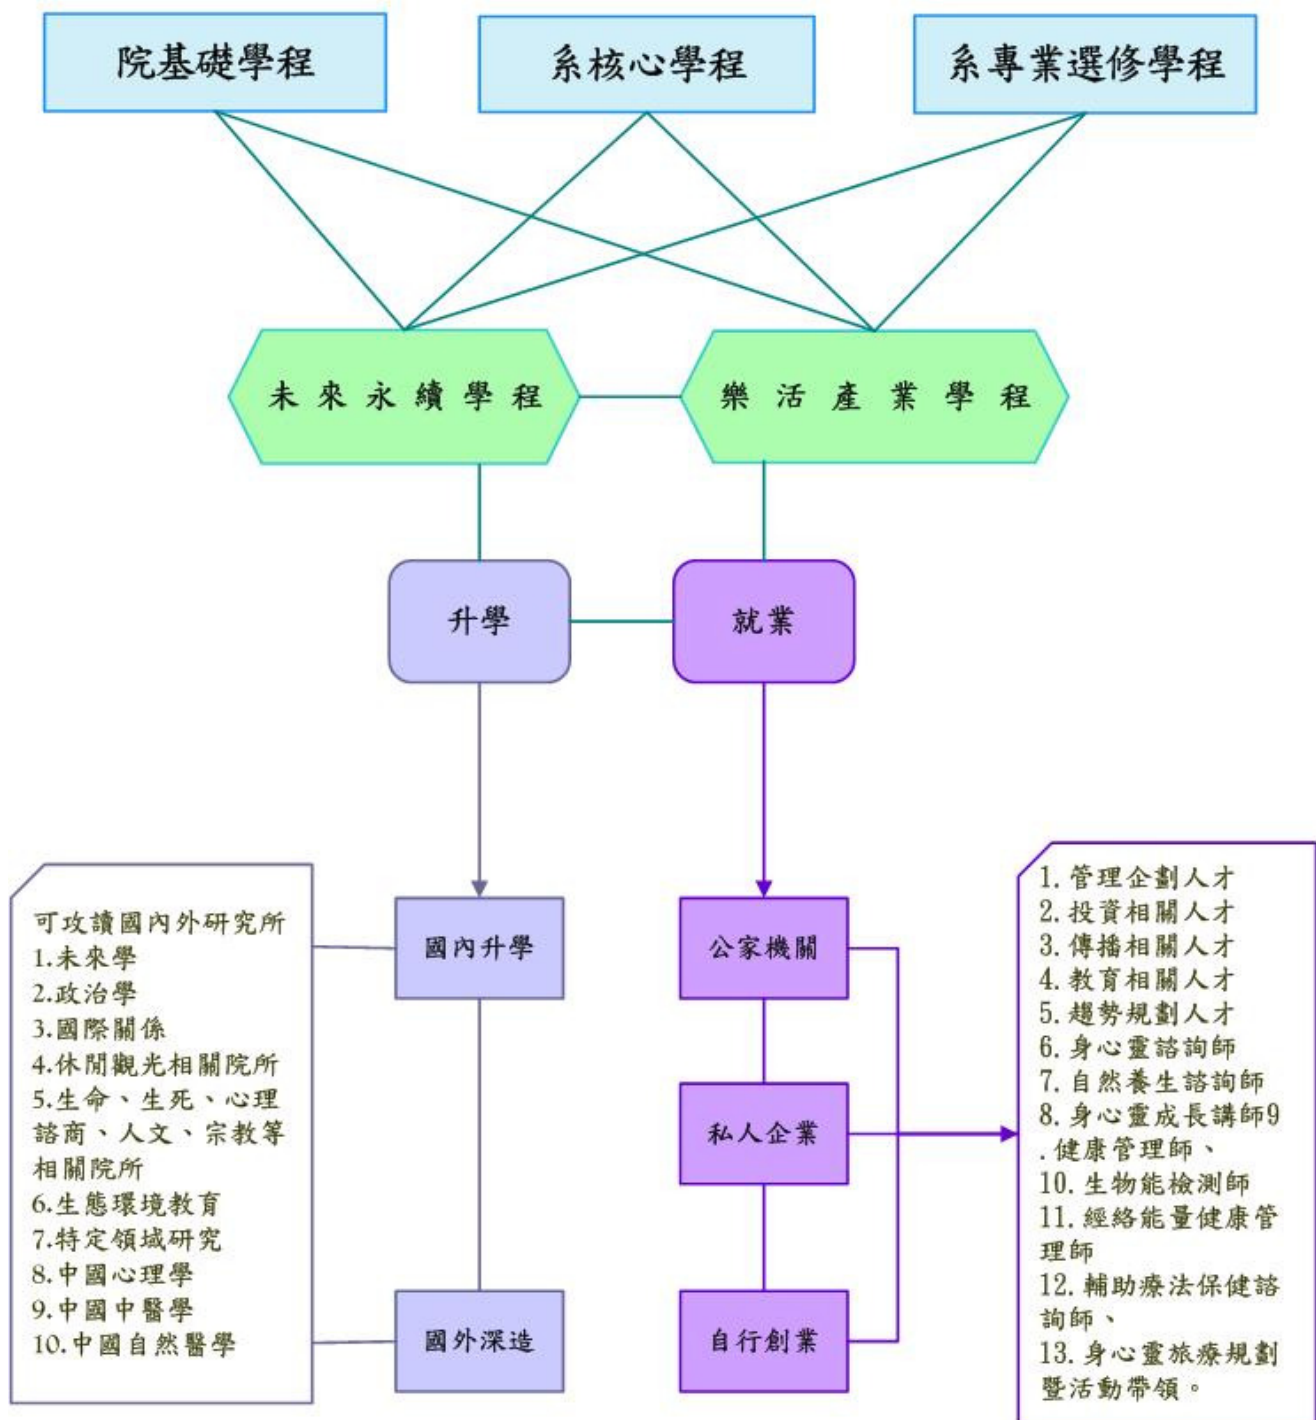 院基礎學程
系核心學程
系專業選修學程
未來永續學程
樂活產業學程
升學
就業
可攻讀國內外研究所
1.未來學
2.政治學
3.國際關係
4.休閒觀光相關院所
5.生命、生死、心理
諮商、人文、宗教等
相關院所
6.生態環境教育
7.特定領域研究
8.中國心理學
9.中國中醫學
10.中國自然醫學
國內升學
國外深造
公家機關
私人企業
自行創業
1. 管理企劃人才
2. 投資相關人才
3. 傳播相關人才
4. 教育相關人才
5. 趨勢規劃人才
6. 身心靈諮詢師
7. 自然養生諮詢師
8. 身心靈成長講師9
. 健康管理師、
10. 生物能檢測師
11. 經絡能量健康管
理師
12. 輔助療法保健諮
詢師、
13. 身心靈旅療規劃
暨活動帶領。